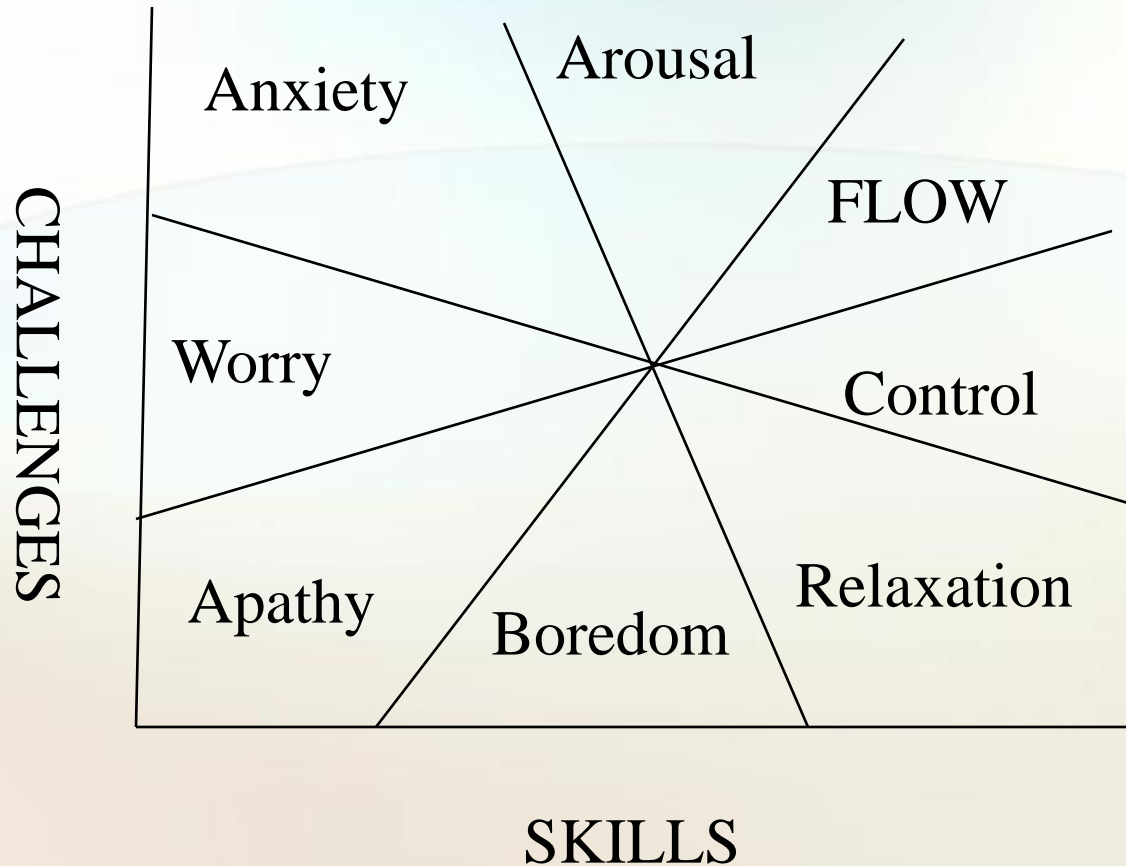 Anxiety
Arousal
FLOW
CHALLENGES
Worry
Control
Apathy
Boredom
Relaxation
SKILLS